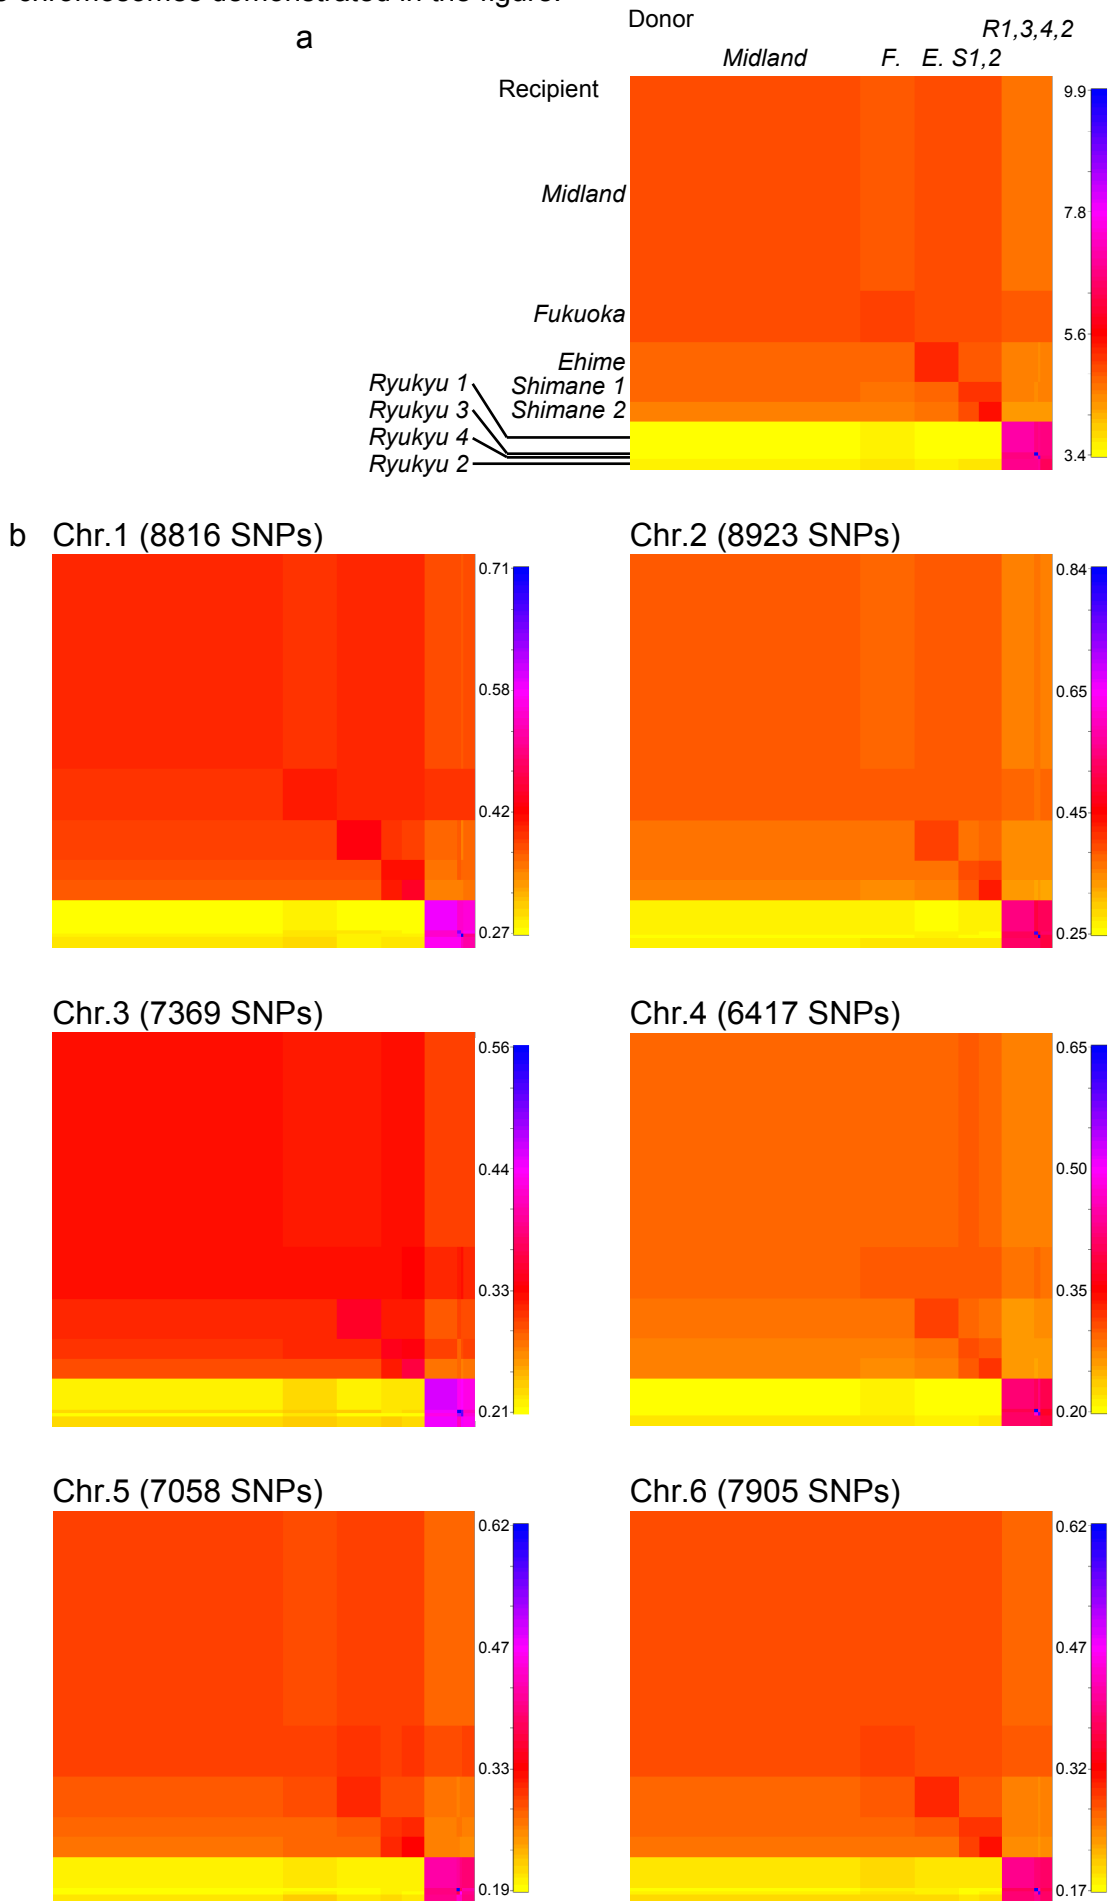 chromosomes demonstrated in the figure.
a
Donor
R1,3,4,2
Midland F. E. S1,2
Recipient
9.9
Midland
7.8
Fukuoka
5.6
Ehime
Ryukyu 1
Shimane 1
Ryukyu 3
Shimane 2
Ryukyu 4
Ryukyu 2
3.4
b Chr.1 (8816 SNPs)
0.71
0.58
0.42
0.27
Chr.2 (8923 SNPs)
0.84
0.65
0.45
0.25
Chr.3 (7369 SNPs)
0.56
0.44
0.33
0.21
Chr.4 (6417 SNPs)
0.65
0.50
0.35
0.20
Chr.5 (7058 SNPs)
0.62
0.47
0.33
0.19
Chr.6 (7905 SNPs)
0.62
0.47
0.32
0.17